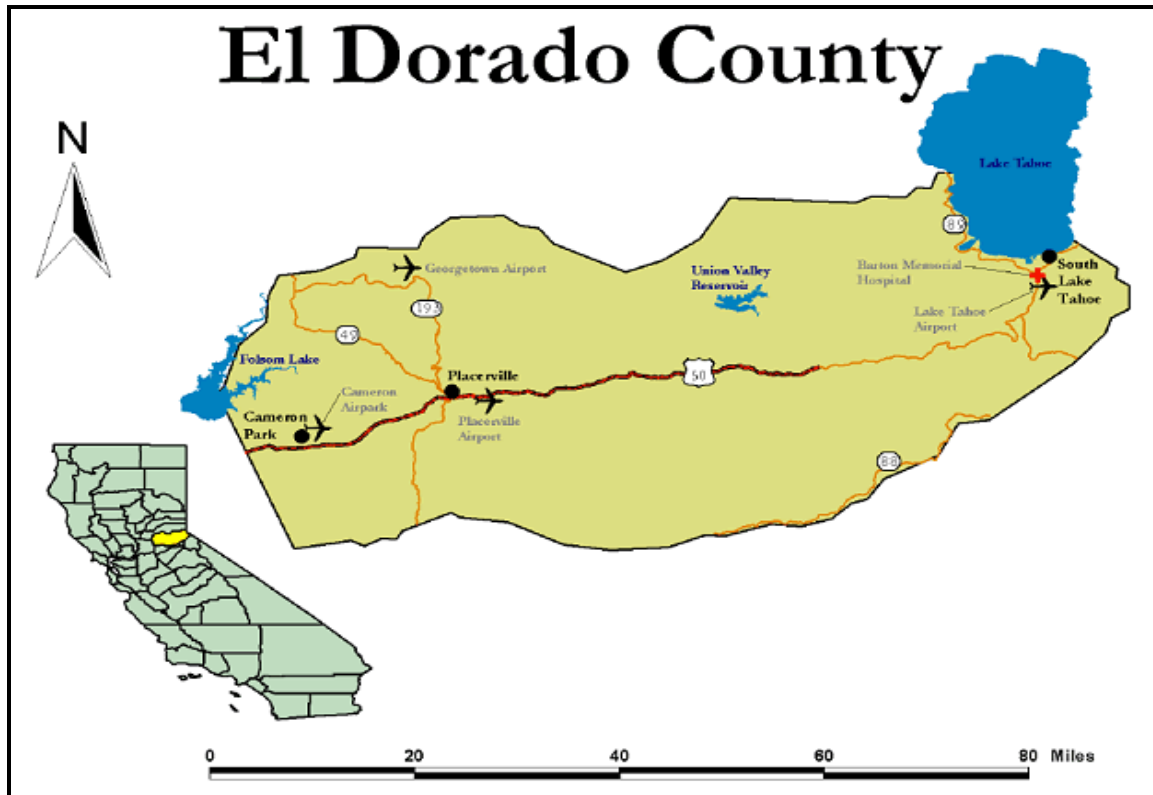 El Dorado County
N
Lake Tahoe
89
Georgetown Airport
Barton Memorial
Hospital
South
Lake
Tahoe
Union Valley
Reservoir
193
Lake Tahoe
Airport
49
Folsom Lake
Placerville
50
Cameron
Airpark
Cameron
Park
Placerville
Airport
88
0 20 40 60 80 Miles